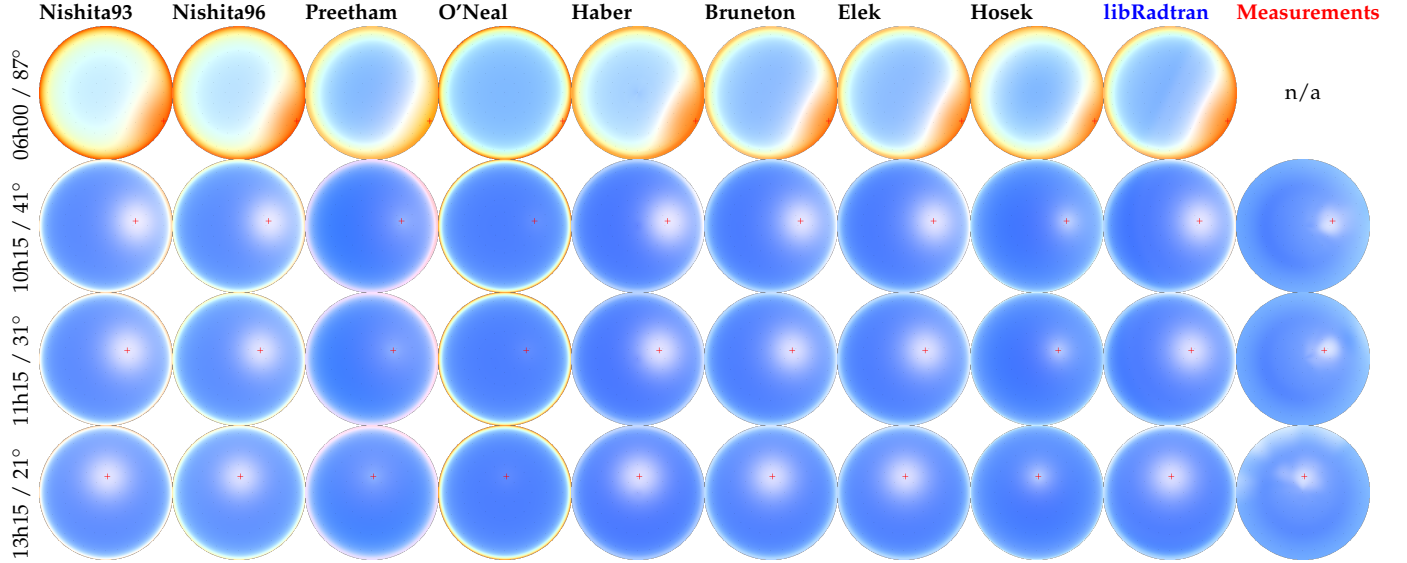 Nishita93 Nishita96 Preetham O'Neal Haber Bruneton Elek Hosek libRadtran Measurements
06h00 / 87°
n/a
10h15 / 41°
11h15 / 31°
13h15 / 21°